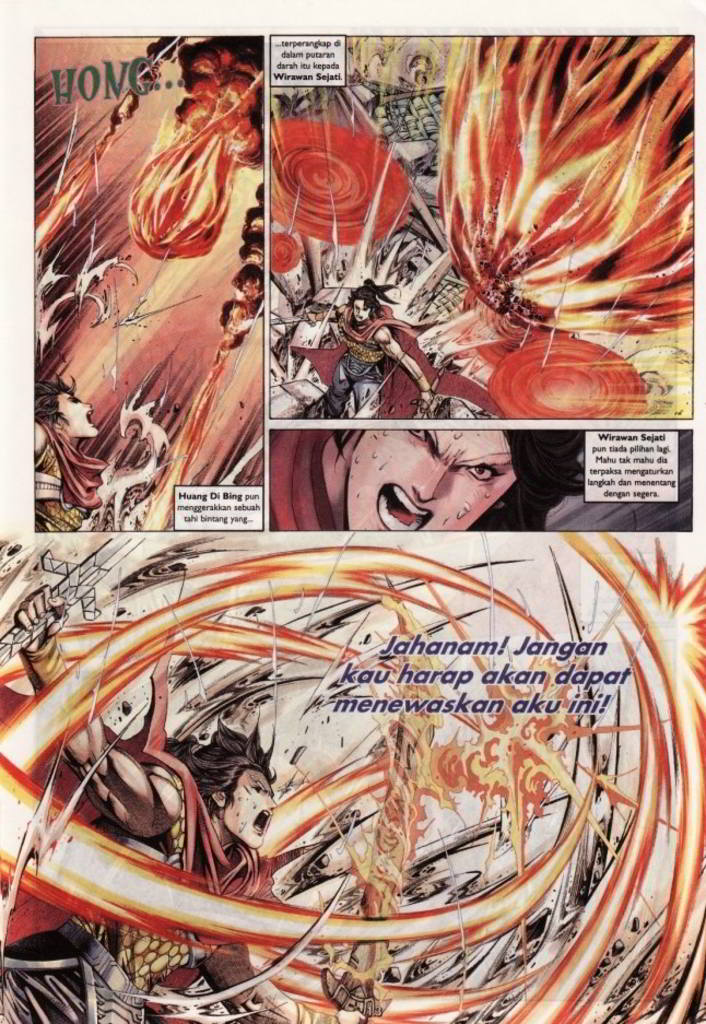 HONG...
Huang Di Bing pun
menggerakkan sebuah
tahi bintang yang...
...terperangkap di
dalam putaran
darah itu kepada
Wirawan Sejati.
Wirawan Sejati
pun tiada pilihan lagi.
Mahu tak mahu dia
terpaksa mengaturkan
langkah dan menentang
dengan segera.
Jahanam! Jangan
kau harap akan dapat
menewaskan aku ini!